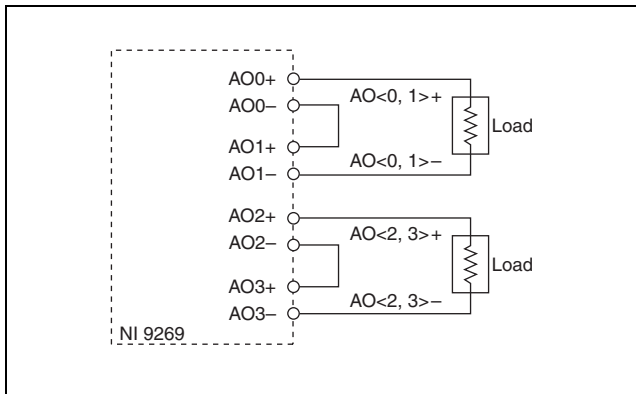 AO0+
AO0–
AO1+
AO1–
AO<0, 1>+
Load
AO<0, 1>–
AO2+
AO2–
AO3+
AO3–
AO<2, 3>+
Load
AO<2, 3>–
NI 9269